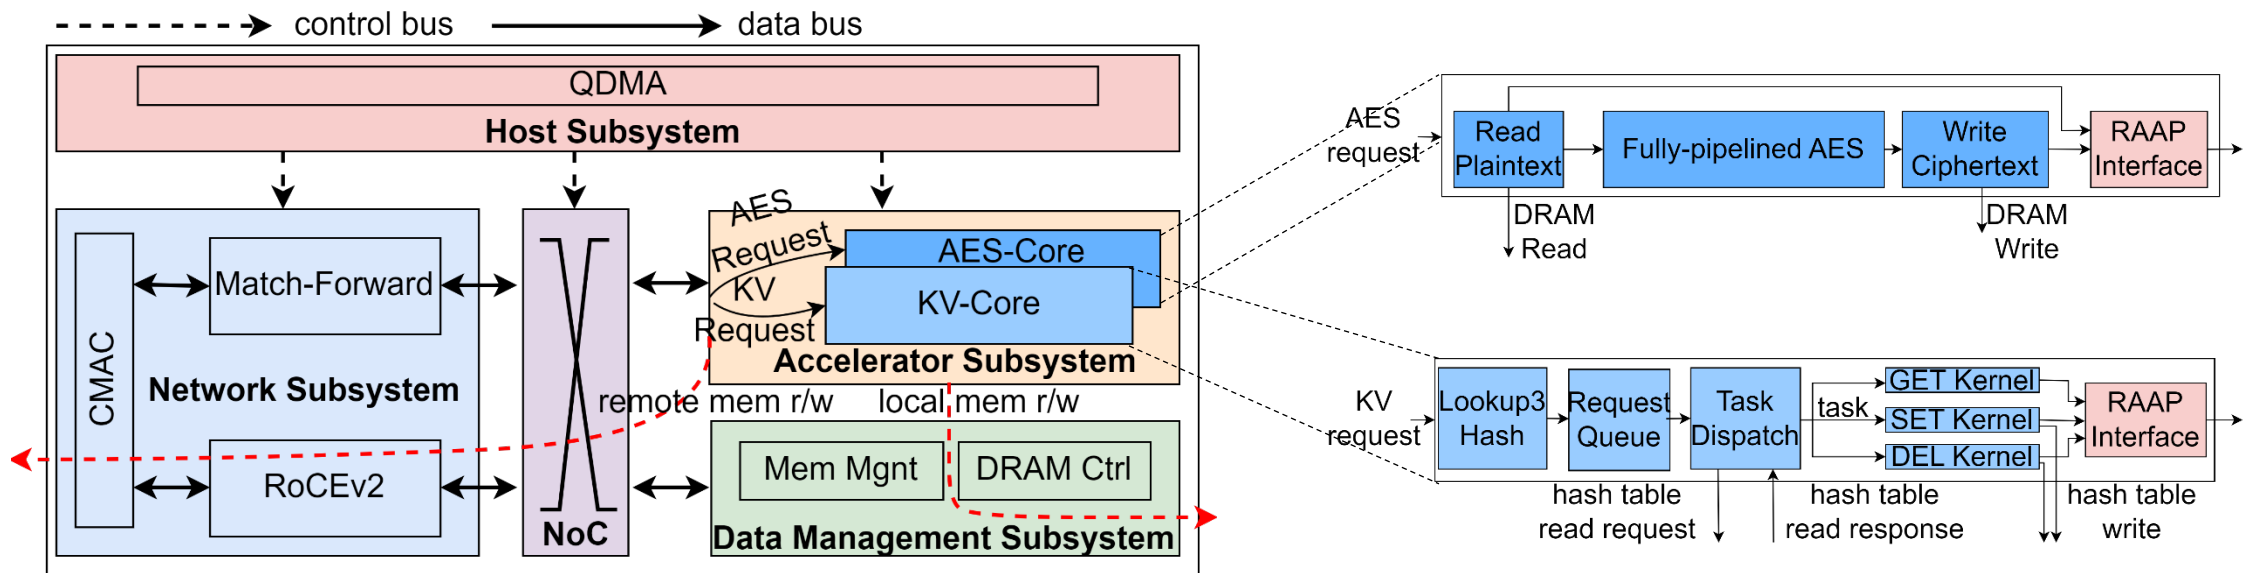 control bus
data bus
QDMA
Host Subsystem
CMAC
Match-Forward
Network Subsystem
RoCEv2
NoC
AES
Request
KV
Request
AES-Core
KV-Core
Accelerator Subsystem
remote mem r/w
local mem r/w
Mem Mgnt
DRAM Ctrl
Data Management Subsystem
AES
request
Read
Plaintext
Fully-pipelined AES
Write
Ciphertext
RAAP
Interface
DRAM
Read
DRAM
Write
KV
request
Lookup3
Hash
Request
Queue
Task
Dispatch
task
GET Kernel
SET Kernel
DEL Kernel
RAAP
Interface
hash table
read request
hash table
read response
hash table
write